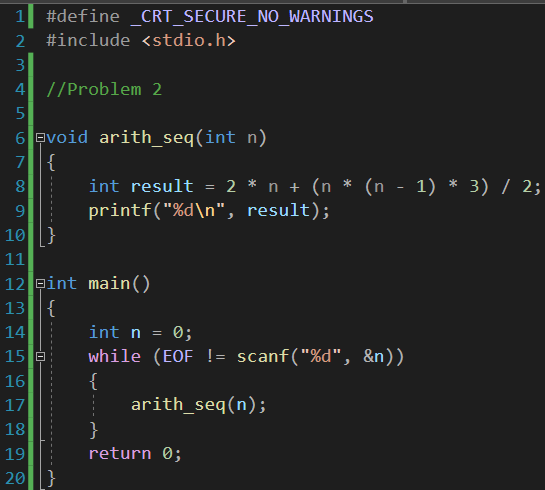 1 #define _CRT_SECURE_NO_WARNINGS
2 #include <stdio.h>
3
4 //Problem 2
5
6 void arith_seq(int n)
7 {
8     int result = 2 * n + (n * (n - 1) * 3) / 2;
9     printf("%d\n", result);
10 }
11
12 int main()
13 {
14     int n = 0;
15     while (EOF != scanf("%d", &n))
16     {
17         arith_seq(n);
18     }
19     return 0;
20 }